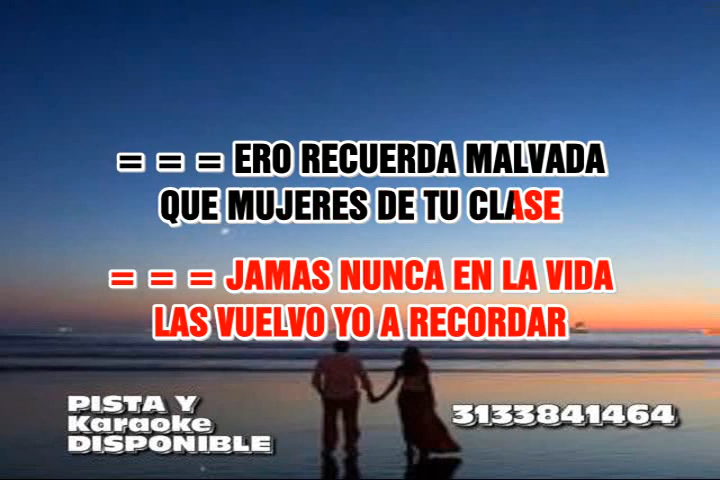 = = = ERO RECUERDA MALVADA
QUE MUJERES DE TU CLASE
= = = JAMAS NUNCA EN LA VIDA
LAS VUELVO YO A RECORDAR
PISTA Y
Karaoke
DISPONIBLE
3133841464